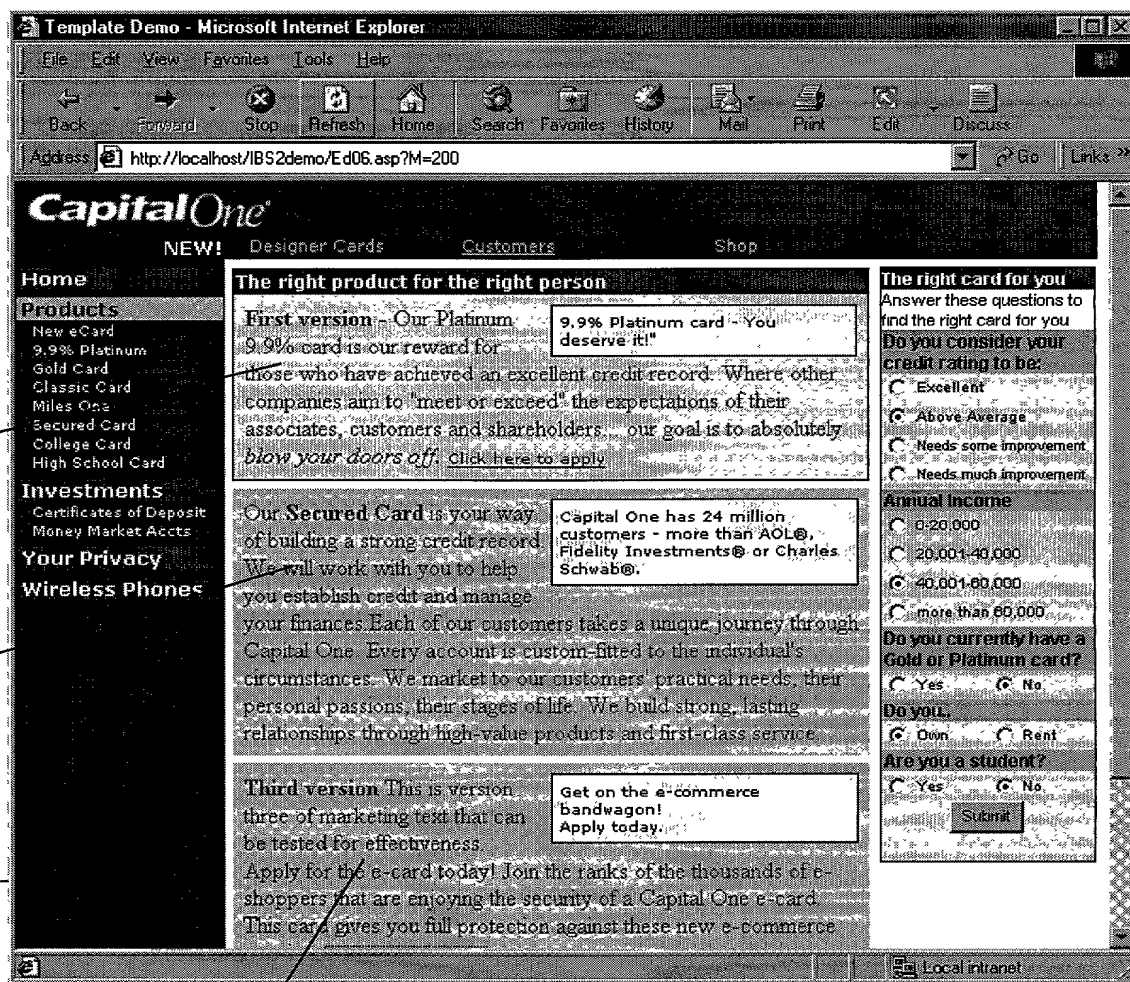 Template Demo - Microsoft Internet Explorer
File Edit View Favorites Tools Help
Back Forward Stop Refresh Home Search Favorites History Mail Print Edit Discuss
Address http://localhost/IBS2demo/Ed06.asp?M=200 Go Links »
CapitalOne®
NEW! Designer Cards Customers Shop
Home
Products
New eCard
9.9% Platinum
Gold Card
Classic Card
Miles One
Secured Card
College Card
High School Card
Investments
Certificates of Deposit
Money Market Accts
Your Privacy
Wireless Phones
The right product for the right person
First version - Our Platinum
9.9% card is our reward for
those who have achieved an excellent credit record. Where other
companies aim to "meet or exceed" the expectations of their
associates, customers and shareholders... our goal is to absolutely
blow your doors off. Click here to apply
9.9% Platinum card - You
deserve it!"
Our Secured Card is your way
of building a strong credit record
We will work with you to help
you establish credit and manage
your finances. Each of our customers takes a unique journey through
Capital One. Every account is custom-fitted to the individual's
circumstances. We market to our customers' practical needs, their
personal passions, their stages of life. We build strong, lasting
relationships through high-value products and first-class service.
Capital One has 24 million
customers - more than AOL®,
Fidelity Investments® or Charles
Schwab®.
Third version This is version
three of marketing text that can
be tested for effectiveness.
Apply for the e-card today! Join the ranks of the thousands of e-
shoppers that are enjoying the security of a Capital One e-card
This card gives you full protection against these new e-commerce
Get on the e-commerce
bandwagon!
Apply today.
The right card for you
Answer these questions to
find the right card for you
Do you consider your
credit rating to be:
Excellent
Above Average
Needs some improvement
Needs much improvement
Annual Income
0-20,000
20,001-40,000
40,001-60,000
more than 60,000
Do you currently have a
Gold or Platinum card?
Yes No
Do you..
Own Rent
Are you a student?
Yes No
Submit
Local intranet